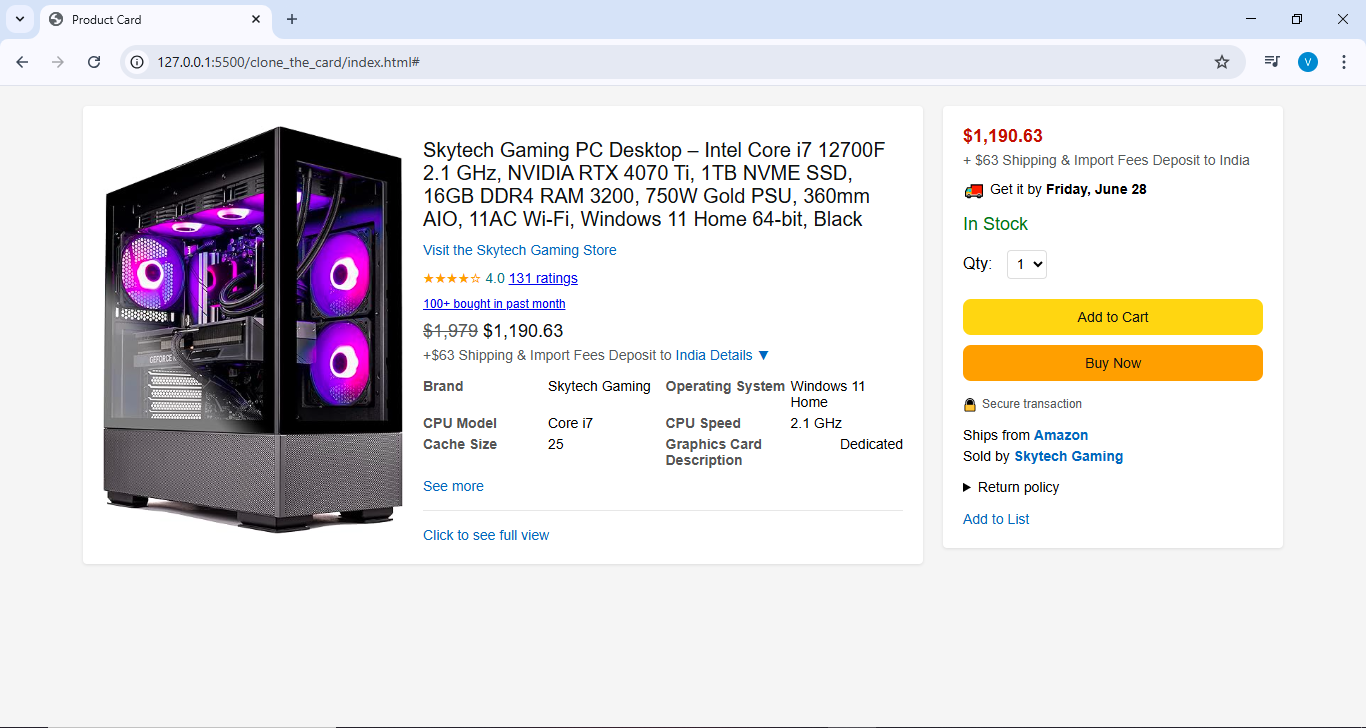 Product Card
127.0.0.1:5500/clone_the_card/index.html#
V
GEFORCE
Skytech Gaming PC Desktop – Intel Core i7 12700F
2.1 GHz, NVIDIA RTX 4070 Ti, 1TB NVME SSD,
16GB DDR4 RAM 3200, 750W Gold PSU, 360mm
AIO, 11AC Wi-Fi, Windows 11 Home 64-bit, Black
Visit the Skytech Gaming Store
★★★★☆ 4.0 131 ratings
100+ bought in past month
$1,979 $1,190.63
+$63 Shipping & Import Fees Deposit to India Details ▼
Brand Skytech Gaming Operating System Windows 11
Home
CPU Model Core i7 CPU Speed 2.1 GHz
Cache Size 25 Graphics Card Dedicated
Description
See more
Click to see full view
$1,190.63
+ $63 Shipping & Import Fees Deposit to India
Get it by Friday, June 28
In Stock
Qty: 1
Add to Cart
Buy Now
Secure transaction
Ships from Amazon
Sold by Skytech Gaming
▶ Return policy
Add to List